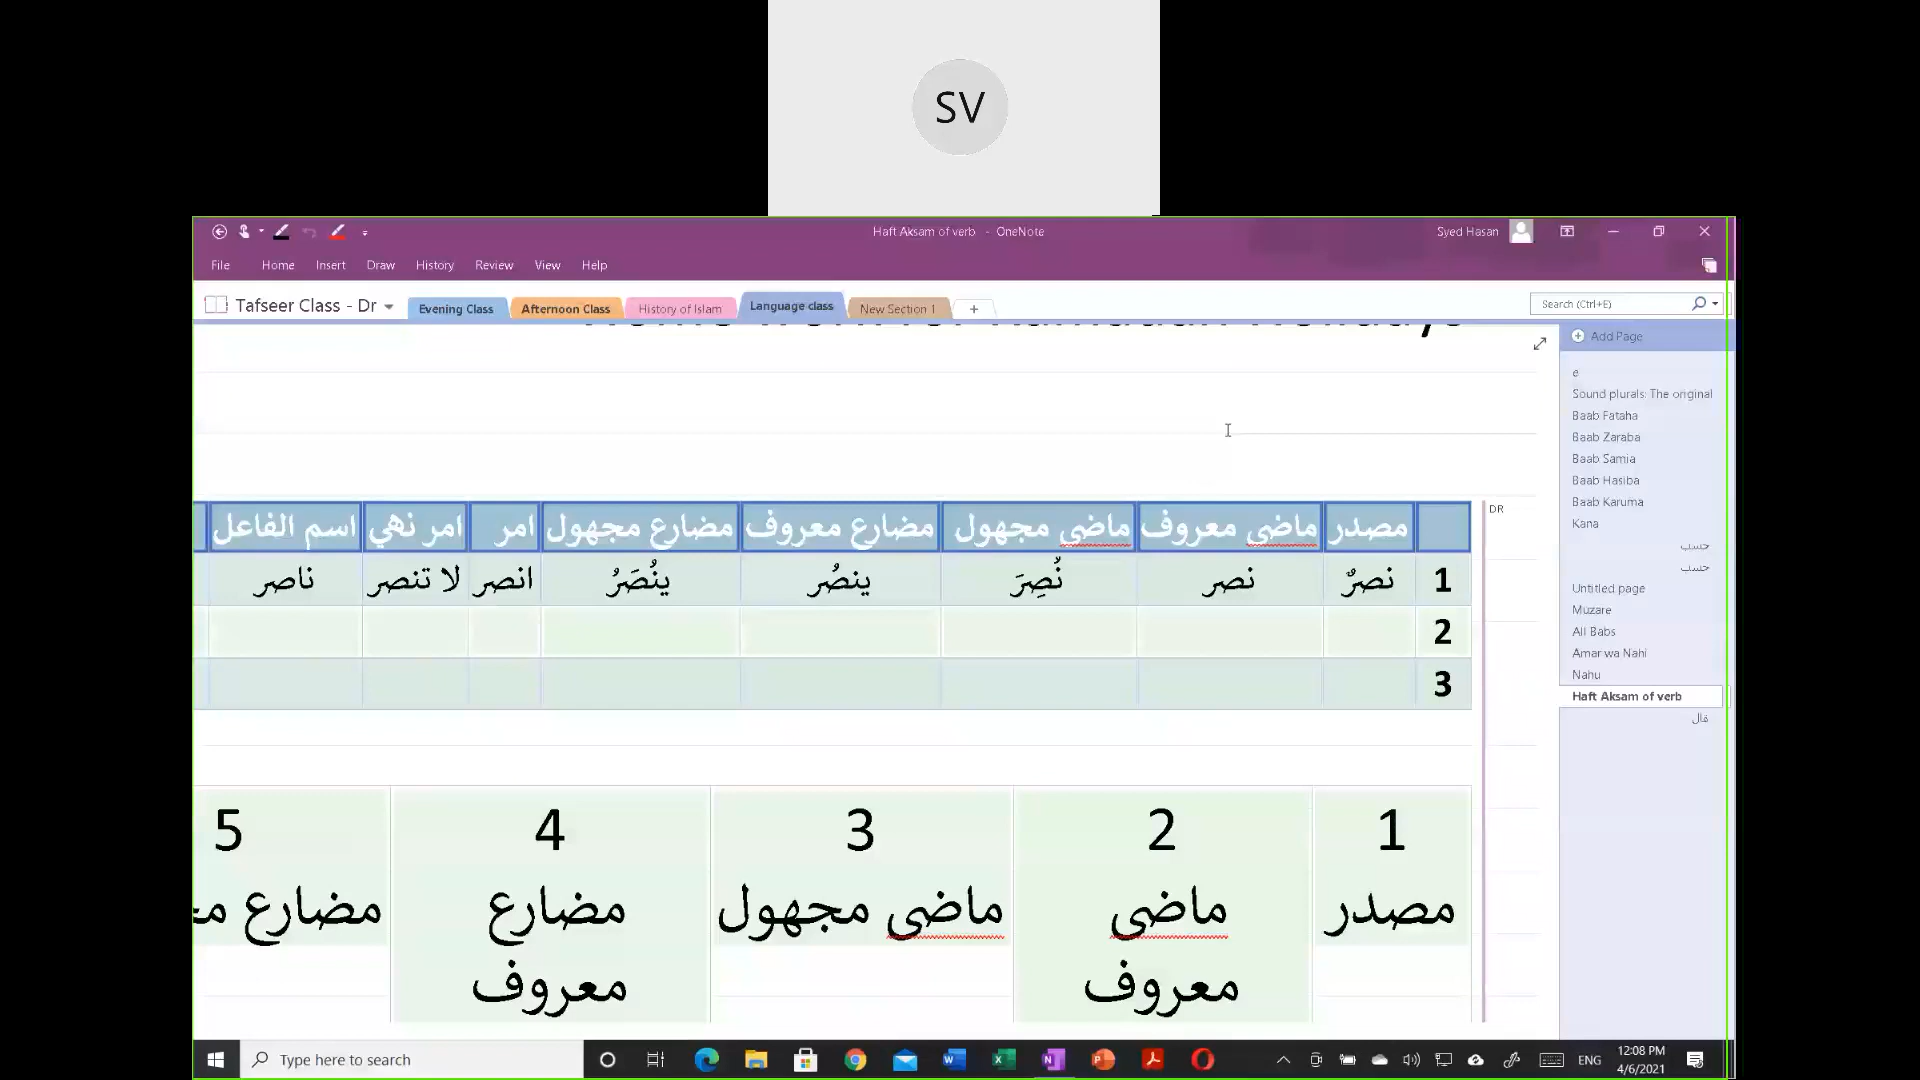 SV
Haft Aksam of verb - OneNote
Syed Hasan
File Home Insert Draw History Review View Help
Tafseer Class - Dr
Evening Class
Afternoon Class
History of Islam
Language class
New Section 1
Search (Ctrl+E)
Add Page
e
Sound plurals: The original
Baab Fataha
Baab Zaraba
Baab Samia
Baab Hasiba
Baab Karuma
Kana
حسب
حسب
Untitled page
Muzare
All Babs
Amar wa Nahi
Nahu
Haft Aksam of verb
قال
DR
مصدر ماضی معروف ماضی مجهول مضارع معروف مضارع مجهول امر امر نهي اسم الفاعل
1 نصرٌ نصر نُصِرَ ينصُر ينُصَرُ انصر لا تنصر ناصر
2
3
1 2 3 4 5
مصدر ماضی معروف ماضی مجهول مضارع معروف مضارع
Type here to search
ENG
12:08 PM
4/6/2021